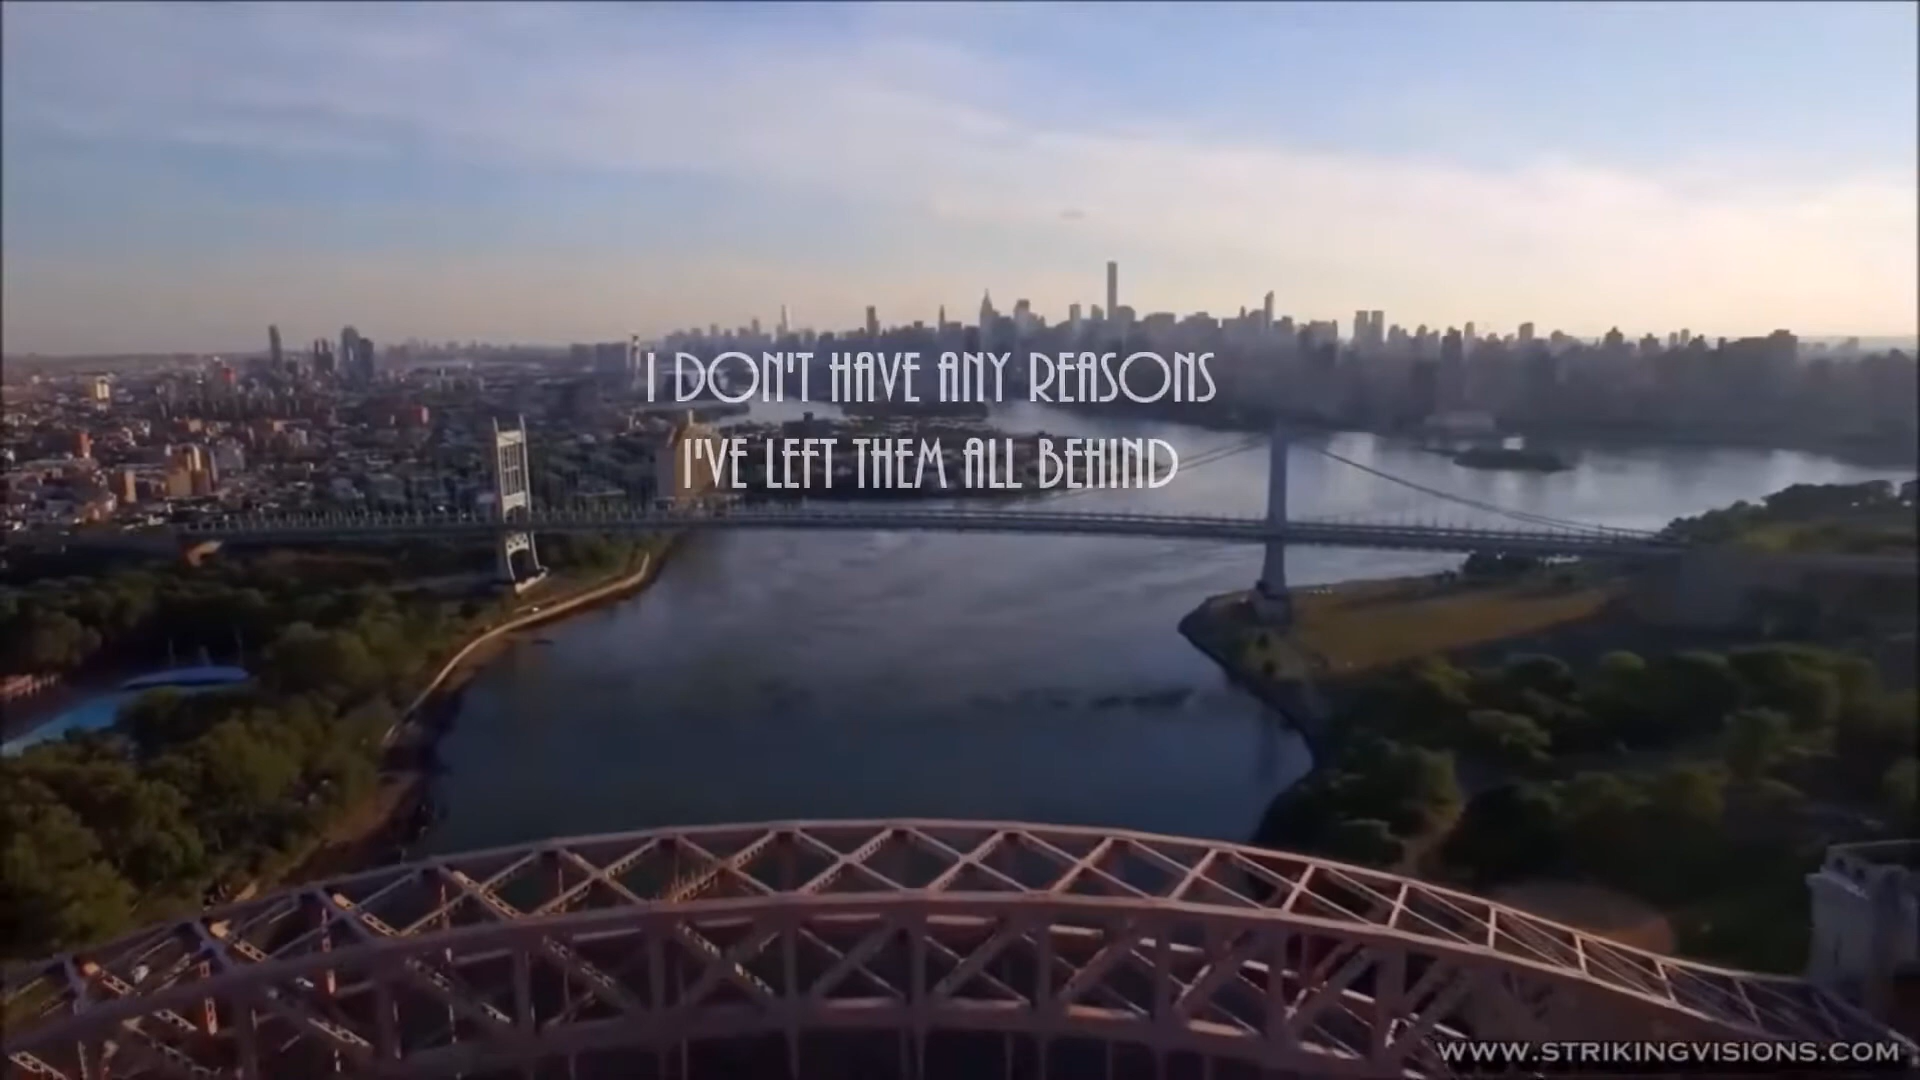 I DON'T HAVE ANY REASONS
I'VE LEFT THEM ALL BEHIND
WWW.STRIKINGVISIONS.COM